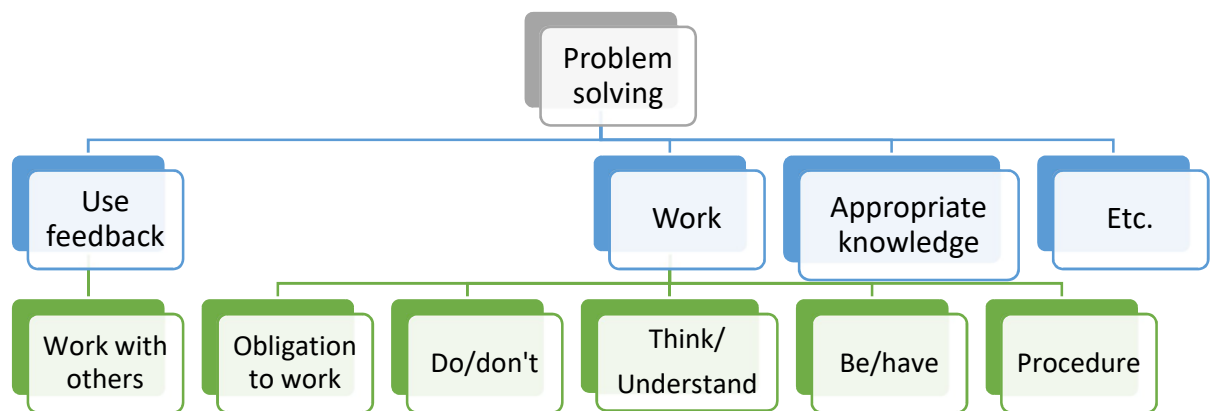 Problem
solving
Use
feedback
Work
Appropriate
knowledge
Etc.
Work with
others
Obligation
to work
Do/don't
Think/
Understand
Be/have
Procedure